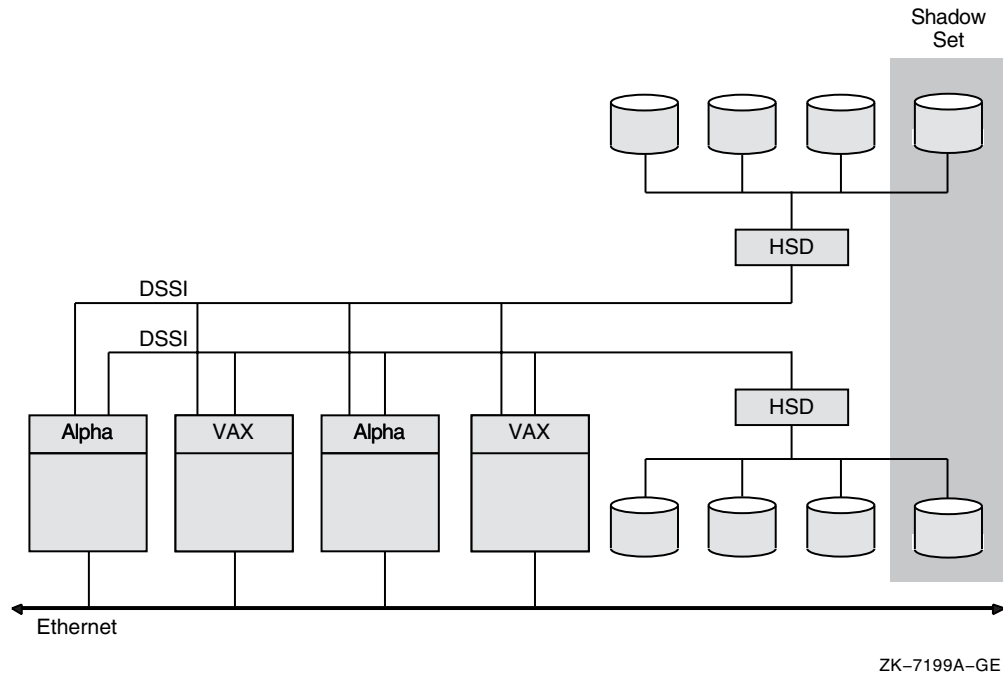 Shadow
Set
HSD
DSSI
DSSI
HSD
Alpha
VAX
Alpha
VAX
Ethernet
ZK–7199A–GE